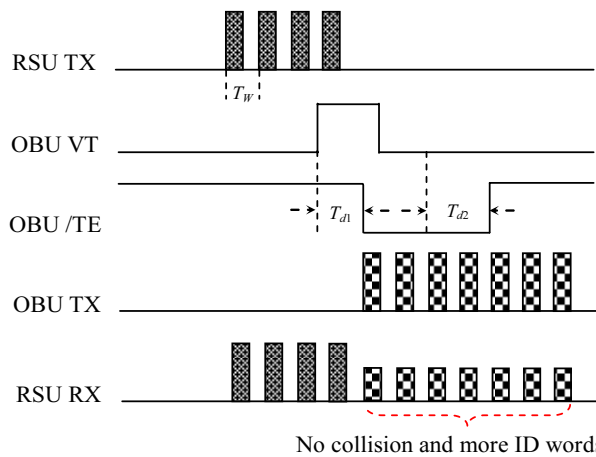 RSU TX
T_W
OBU VT
T_d1
T_d2
OBU /TE
OBU TX
RSU RX
No collision and more ID word